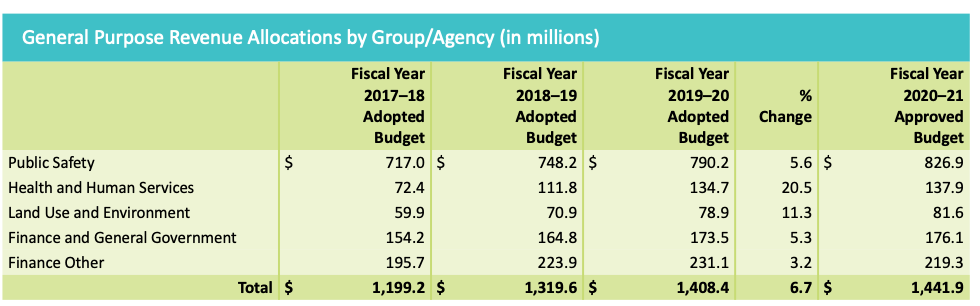 General Purpose Revenue Allocations by Group/Agency (in millions)
Fiscal Year 2017–18 Adopted Budget Fiscal Year 2018–19 Adopted Budget Fiscal Year 2019–20 Adopted Budget % Change Fiscal Year 2020–21 Approved Budget
Public Safety $ 717.0 $ 748.2 $ 790.2 5.6 $ 826.9
Health and Human Services 72.4 111.8 134.7 20.5 137.9
Land Use and Environment 59.9 70.9 78.9 11.3 81.6
Finance and General Government 154.2 164.8 173.5 5.3 176.1
Finance Other 195.7 223.9 231.1 3.2 219.3
Total $ 1,199.2 $ 1,319.6 $ 1,408.4 6.7 $ 1,441.9